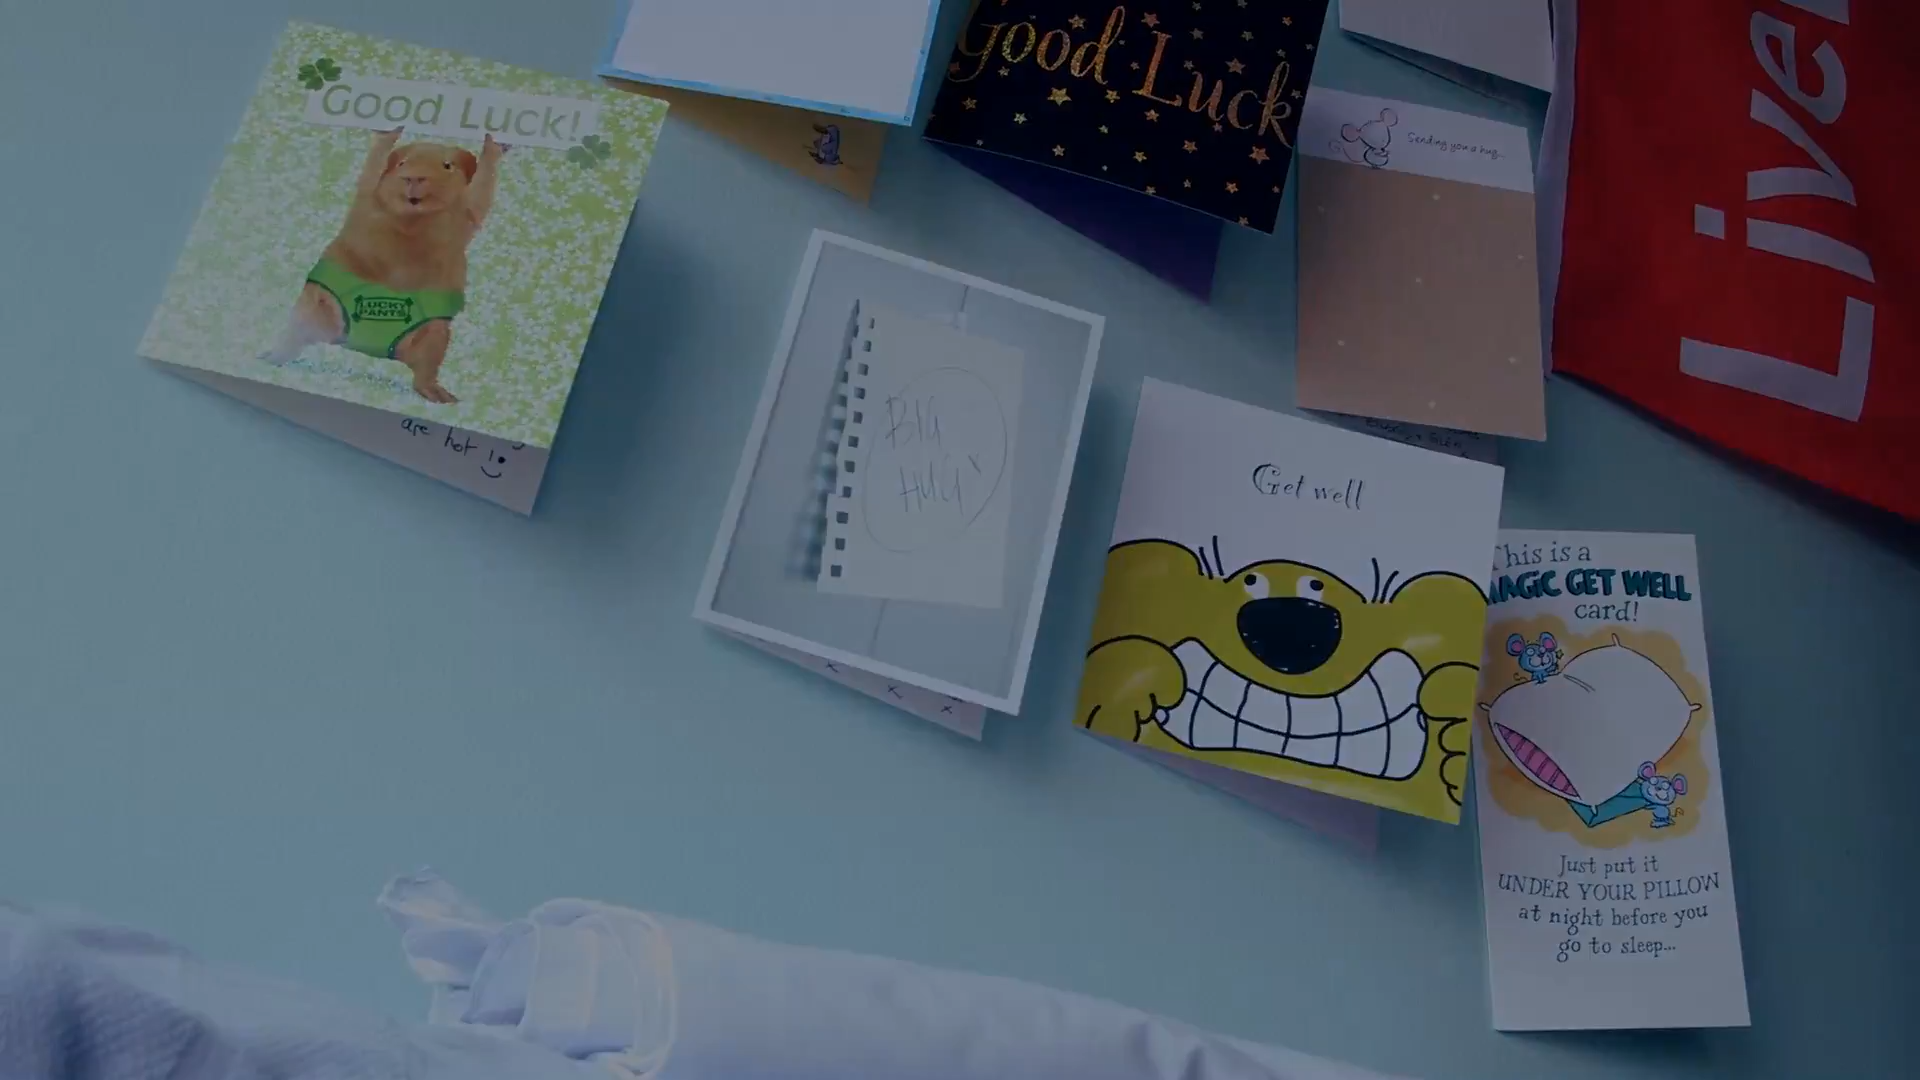 Good Luck!
LUCKY
PANTS
are hot !
Good Luck
Sending you a hug...
BIG
HUG x
x x x
Get well
This is a
MAGIC GET WELL
card!
Just put it
UNDER YOUR PILLOW
at night before you
go to sleep...